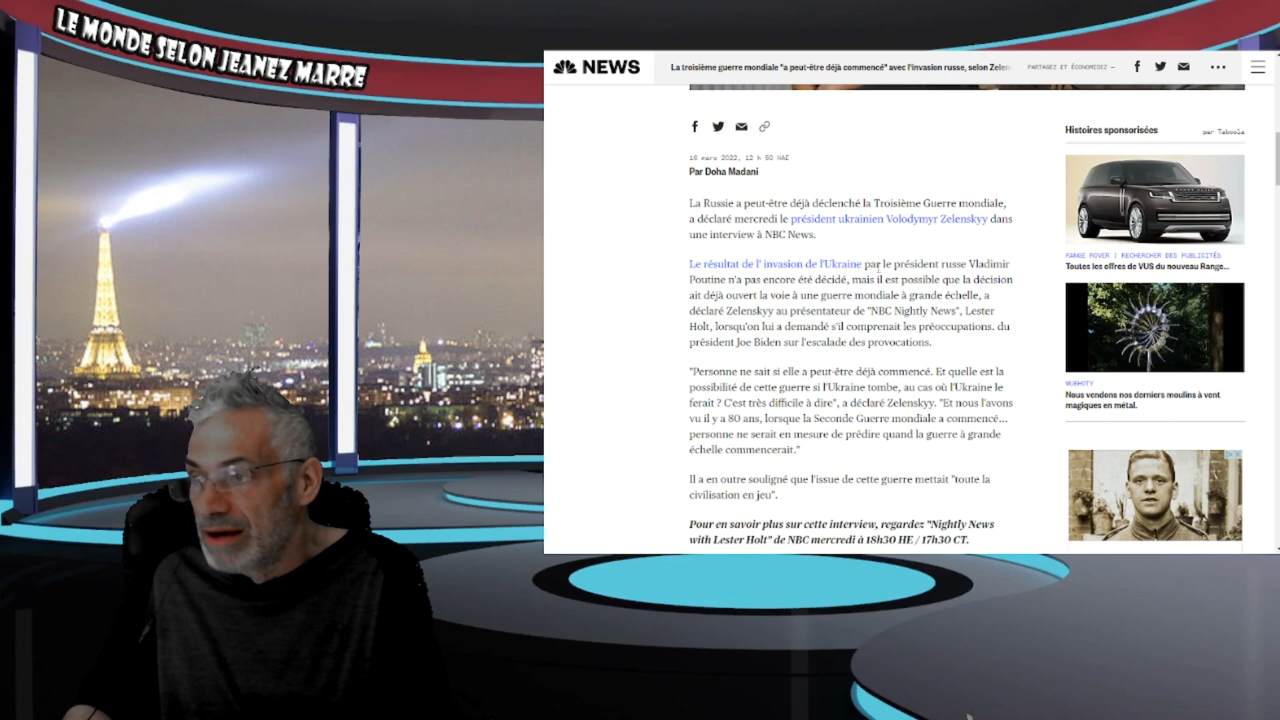 LE MONDE SELON JEANEZ MARRE
NEWS
La troisième guerre mondiale "a peut-être déjà commencé" avec l'invasion russe, selon Zelen
PARTAGEZ ET ÉCONOMISEZ —
16 mars 2022, 12 h 50 HAE
Par Doha Madani
La Russie a peut-être déjà déclenché la Troisième Guerre mondiale,
a déclaré mercredi le président ukrainien Volodymyr Zelenskyy dans
une interview à NBC News.
Le résultat de l' invasion de l'Ukraine par le président russe Vladimir
Poutine n'a pas encore été décidé, mais il est possible que la décision
ait déjà ouvert la voie à une guerre mondiale à grande échelle, a
déclaré Zelenskyy au présentateur de "NBC Nightly News", Lester
Holt, lorsqu'on lui a demandé s'il comprenait les préoccupations. du
président Joe Biden sur l'escalade des provocations.
"Personne ne sait si elle a peut-être déjà commencé. Et quelle est la
possibilité de cette guerre si l'Ukraine tombe, au cas où l'Ukraine le
ferait ? C'est très difficile à dire", a déclaré Zelenskyy. "Et nous l'avons
vu il y a 80 ans, lorsque la Seconde Guerre mondiale a commencé...
personne ne serait en mesure de prédire quand la guerre à grande
échelle commencerait."
Il a en outre souligné que l'issue de cette guerre mettait "toute la
civilisation en jeu".
Pour en savoir plus sur cette interview, regardez "Nightly News
with Lester Holt" de NBC mercredi à 18h30 HE / 17h30 CT.
Histoires sponsorisées
par Taboola
RANGE ROVER | RECHERCHER DES PUBLICITÉS
Toutes les offres de VUS du nouveau Range...
MUBHOTY
Nous vendons nos derniers moulins à vent
magiques en métal.